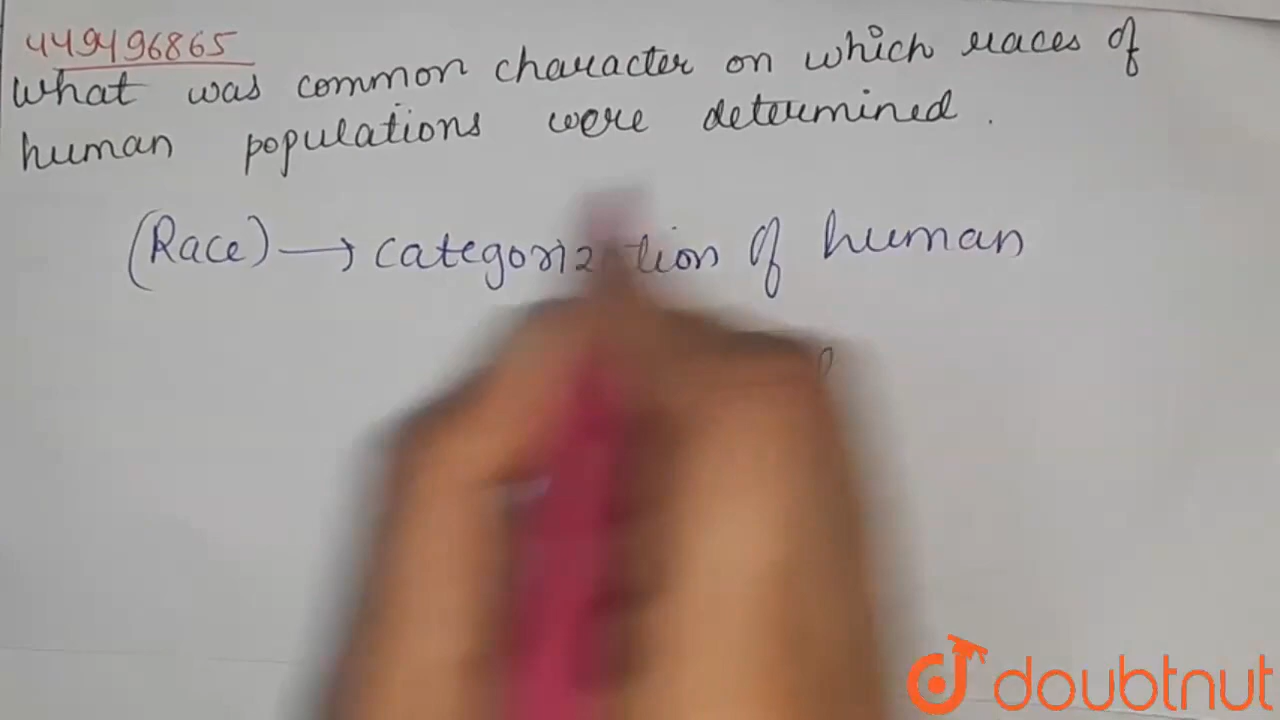 449496865
What was common character on which races of
human populations were determined.
(Race) → categorization of human
doubtnut